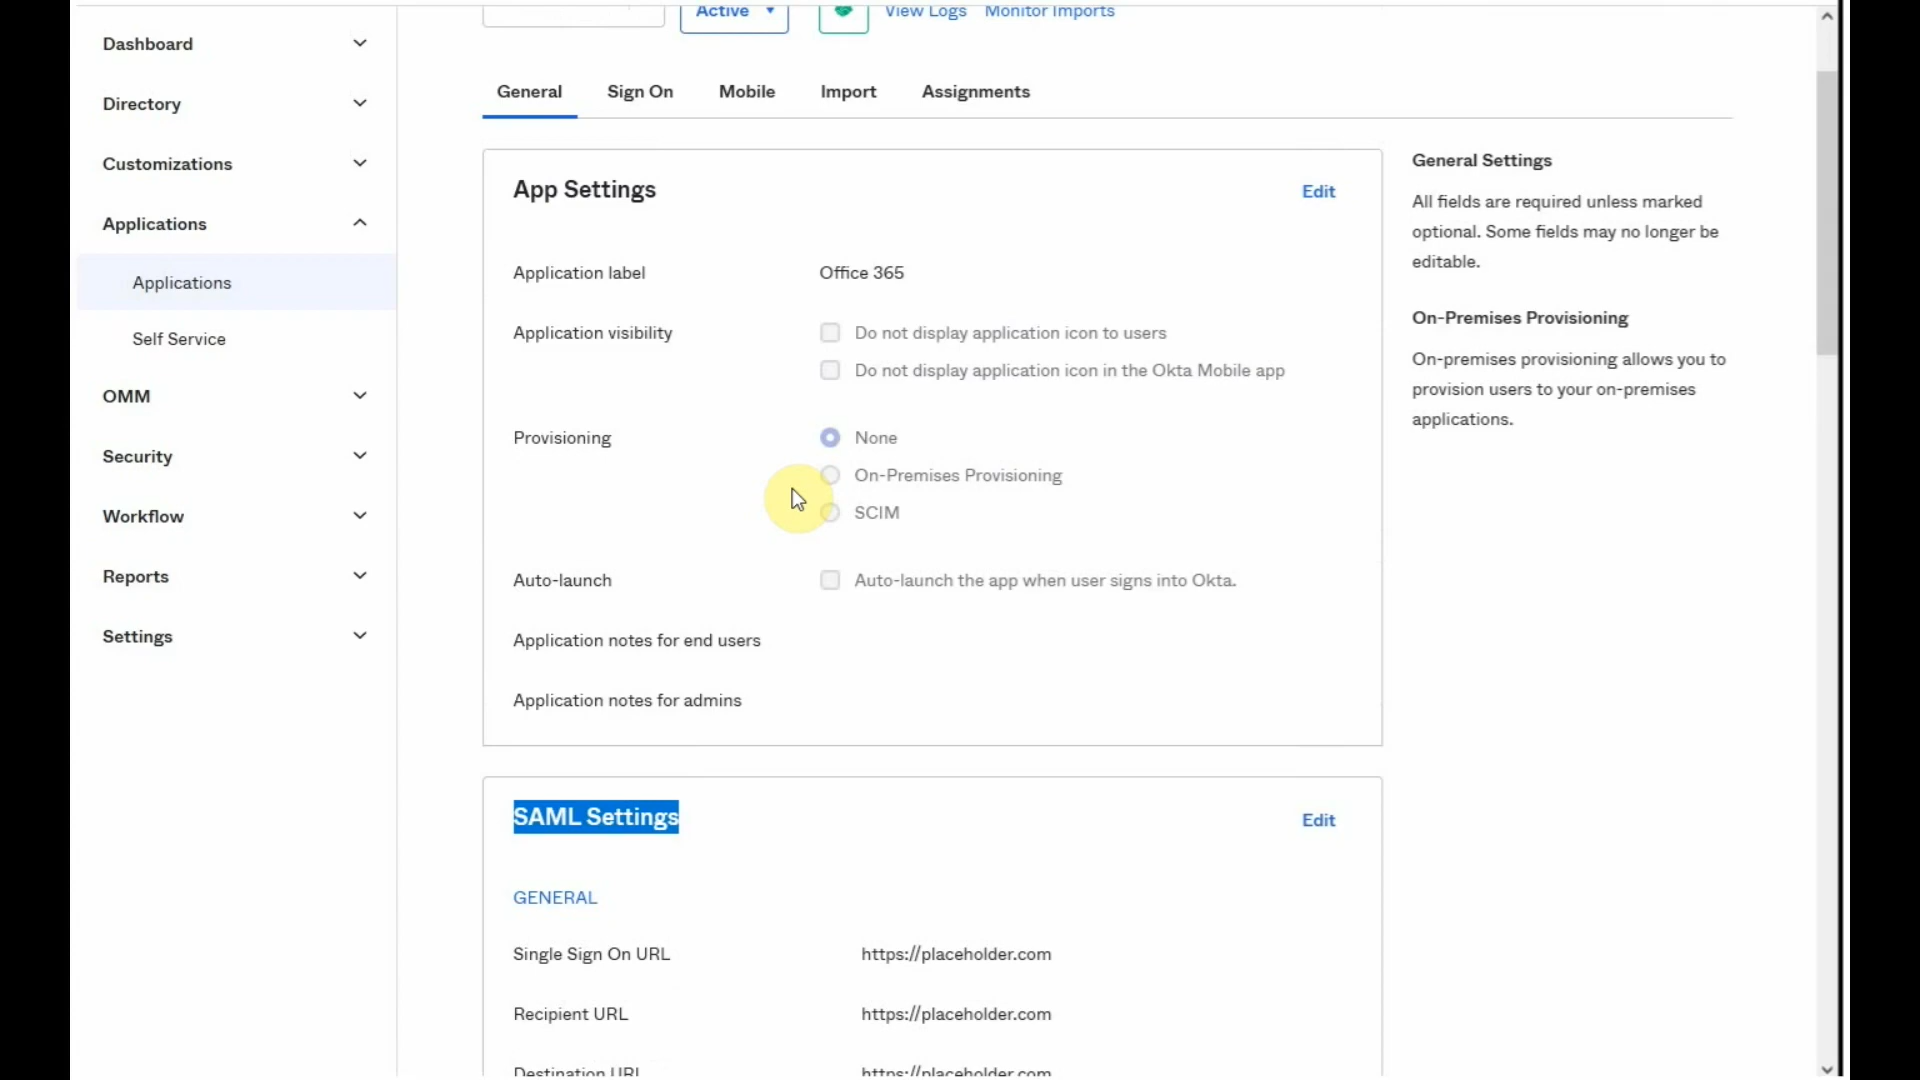 Active
View Logs
Monitor Imports
Dashboard
Directory
Customizations
Applications
Applications
Self Service
OMM
Security
Workflow
Reports
Settings
General
Sign On
Mobile
Import
Assignments
App Settings
Edit
Application label
Office 365
Application visibility
Do not display application icon to users
Do not display application icon in the Okta Mobile app
Provisioning
None
On-Premises Provisioning
SCIM
Auto-launch
Auto-launch the app when user signs into Okta.
Application notes for end users
Application notes for admins
SAML Settings
Edit
GENERAL
Single Sign On URL
https://placeholder.com
Recipient URL
https://placeholder.com
Destination URL
https://placeholder.com
General Settings
All fields are required unless marked
optional. Some fields may no longer be
editable.
On-Premises Provisioning
On-premises provisioning allows you to
provision users to your on-premises
applications.